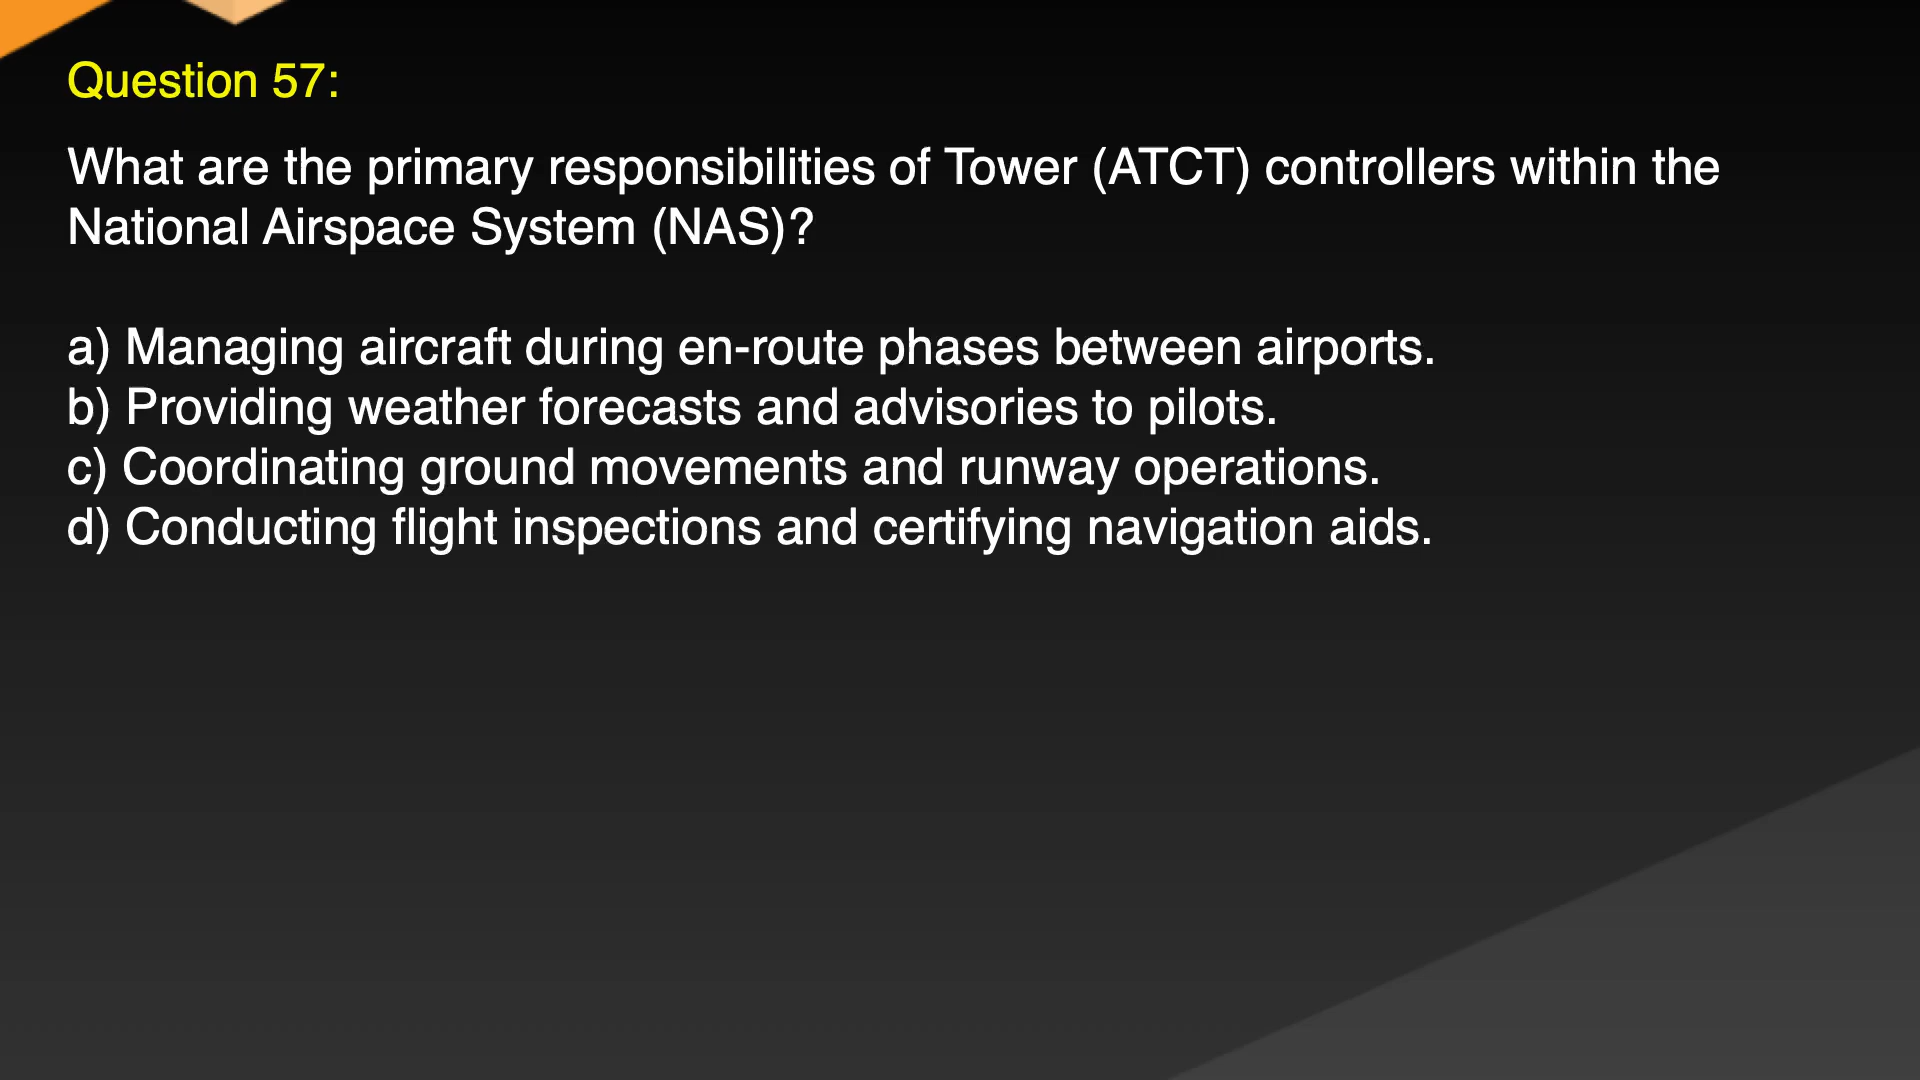 Question 57:
What are the primary responsibilities of Tower (ATCT) controllers within the
National Airspace System (NAS)?
a) Managing aircraft during en-route phases between airports.
b) Providing weather forecasts and advisories to pilots.
c) Coordinating ground movements and runway operations.
d) Conducting flight inspections and certifying navigation aids.